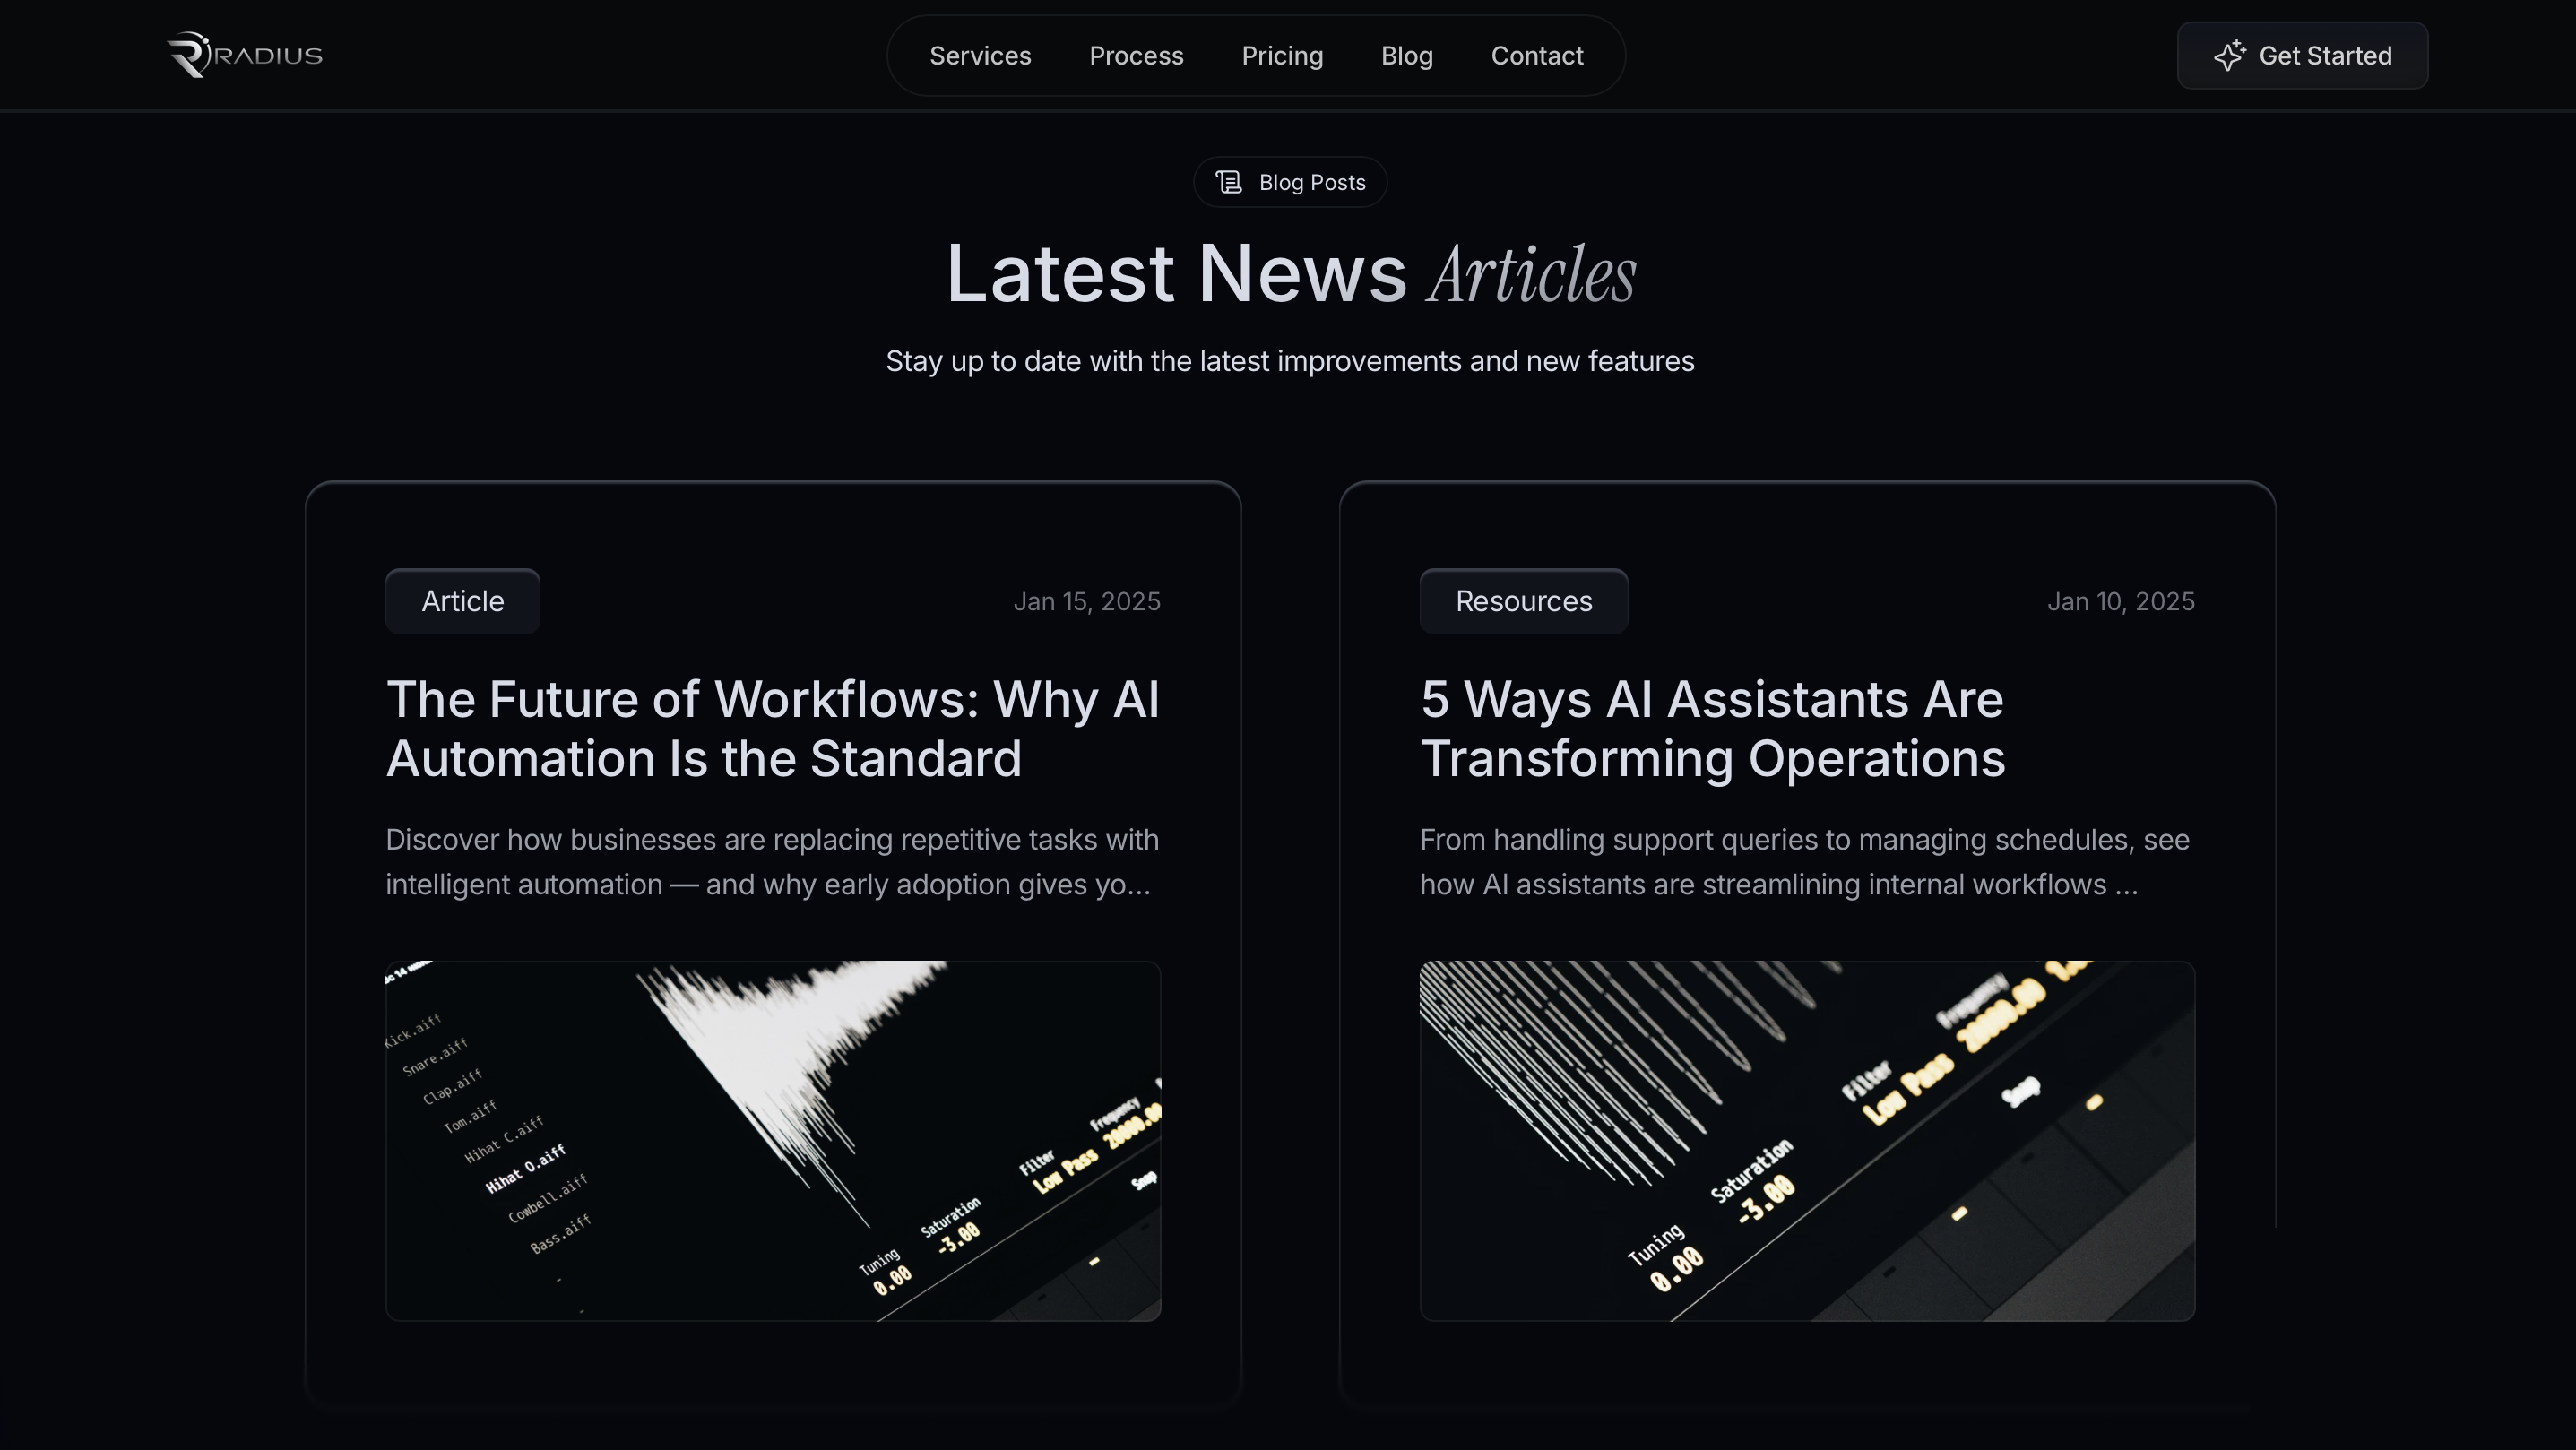 RADIUS
Services
Process
Pricing
Blog
Contact
Get Started
Blog Posts
Latest News Articles
Stay up to date with the latest improvements and new features
Article
Jan 15, 2025
The Future of Workflows: Why AI
Automation Is the Standard
Discover how businesses are replacing repetitive tasks with
intelligent automation — and why early adoption gives yo...
Kick.aiff
Snare.aiff
Clap.aiff
Tom.aiff
Hihat C.aiff
Hihat O.aiff
Cowbell.aiff
Bass.aiff
-
-
Tuning
0.00
Saturation
-3.00
Filter
Low Pass
Frequency
20000.00
Snap
Resources
Jan 10, 2025
5 Ways AI Assistants Are
Transforming Operations
From handling support queries to managing schedules, see
how AI assistants are streamlining internal workflows ...
Tuning
0.00
Saturation
-3.00
Filter
Low Pass
Frequency
20000.00
Snap